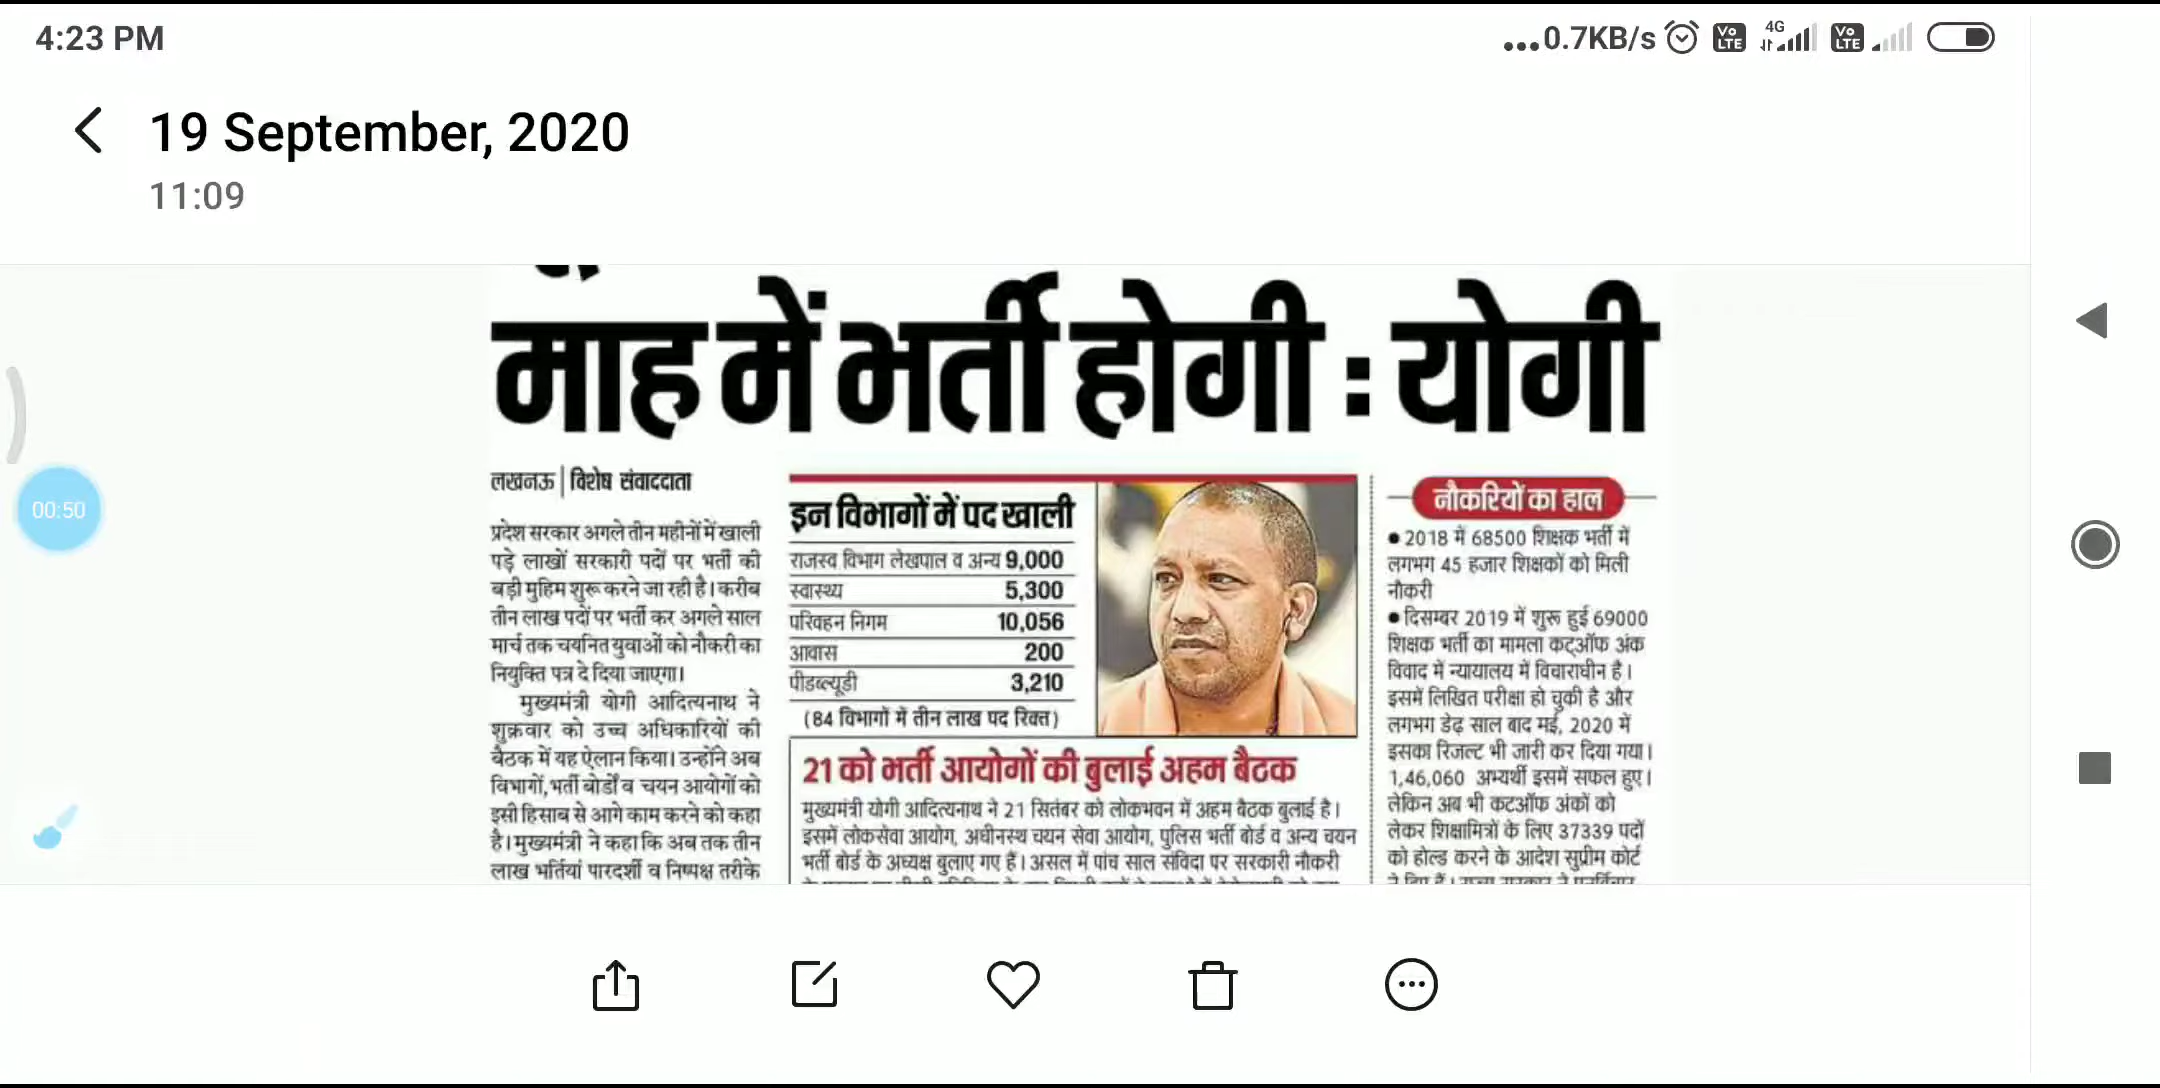 4:23 PM
...0.7KB/s Vo LTE 4G Vo LTE
19 September, 2020
11:09
माह में भर्ती होगी : योगी
लखनऊ | विशेष संवाददाता
प्रदेश सरकार अगले तीन महीनों में खाली
पड़े लाखों सरकारी पदों पर भर्ती की
बड़ी मुहिम शुरू करने जा रही है। करीब
तीन लाख पदों पर भर्ती कर अगले साल
मार्च तक चयनित युवाओं को नौकरी का
नियुक्ति पत्र दे दिया जाएगा।
मुख्यमंत्री योगी आदित्यनाथ ने
शुक्रवार को उच्च अधिकारियों की
बैठक में यह ऐलान किया। उन्होंने अब
विभागों, भर्ती बोर्डों व चयन आयोगों को
इसी हिसाब से आगे काम करने को कहा
है। मुख्यमंत्री ने कहा कि अब तक तीन
लाख भर्तियां पारदर्शी व निष्पक्ष तरीके
इन विभागों में पद खाली
राजस्व विभाग लेखपाल व अन्य 9,000
स्वास्थ्य 5,300
परिवहन निगम 10,056
आवास 200
पीडब्ल्यूडी 3,210
(84 विभागों में तीन लाख पद रिक्त)
21 को भर्ती आयोगों की बुलाई अहम बैठक
मुख्यमंत्री योगी आदित्यनाथ ने 21 सितंबर को लोकभवन में अहम बैठक बुलाई है।
इसमें लोकसेवा आयोग, अधीनस्थ चयन सेवा आयोग, पुलिस भर्ती बोर्ड व अन्य चयन
भर्ती बोर्ड के अध्यक्ष बुलाए गए हैं। असल में पांच साल संविदा पर सरकारी नौकरी
नौकरियों का हाल
● 2018 में 68500 शिक्षक भर्ती में
लगभग 45 हजार शिक्षकों को मिली
नौकरी
● दिसम्बर 2019 में शुरू हुई 69000
शिक्षक भर्ती का मामला कट्ऑफ अंक
विवाद में न्यायालय में विचाराधीन है।
इसमें लिखित परीक्षा हो चुकी है और
लगभग डेढ़ साल बाद मई, 2020 में
इसका रिजल्ट भी जारी कर दिया गया।
1,46,060 अभ्यर्थी इसमें सफल हुए।
लेकिन अब भी कटऑफ अंकों को
लेकर शिक्षामित्रों के लिए 37339 पदों
को होल्ड करने के आदेश सुप्रीम कोर्ट
00:50